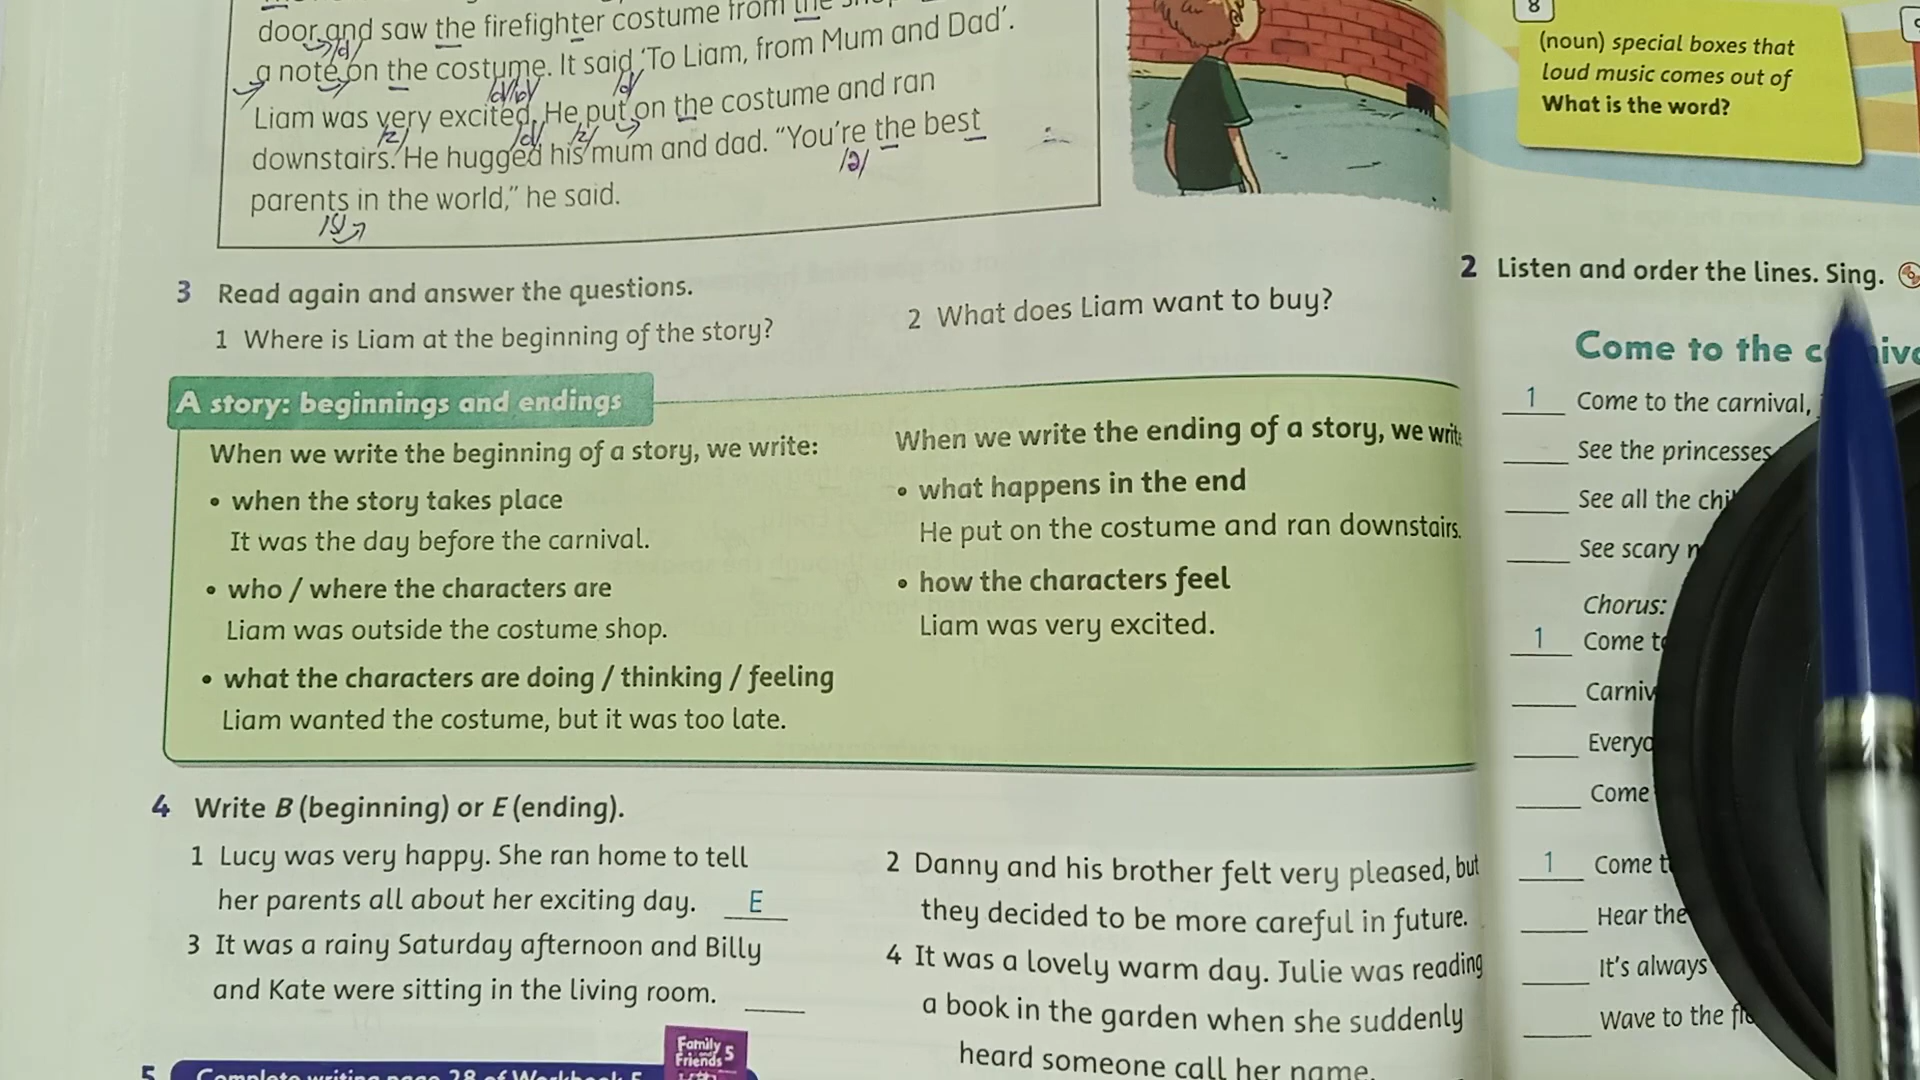 door and saw the firefighter costume from the
a note on the costume. It said 'To Liam, from Mum and Dad'.
Liam was very excited. He put on the costume and ran
downstairs. He hugged his mum and dad. "You're the best
parents in the world," he said.
3 Read again and answer the questions.
1 Where is Liam at the beginning of the story?
2 What does Liam want to buy?
A story: beginnings and endings
When we write the beginning of a story, we write:
• when the story takes place
It was the day before the carnival.
• who / where the characters are
Liam was outside the costume shop.
• what the characters are doing / thinking / feeling
Liam wanted the costume, but it was too late.
When we write the ending of a story, we write
• what happens in the end
He put on the costume and ran downstairs.
• how the characters feel
Liam was very excited.
4 Write B (beginning) or E (ending).
1 Lucy was very happy. She ran home to tell
her parents all about her exciting day. E
2 Danny and his brother felt very pleased, but
they decided to be more careful in future.
3 It was a rainy Saturday afternoon and Billy
and Kate were sitting in the living room.
4 It was a lovely warm day. Julie was reading
a book in the garden when she suddenly
heard someone call her name.
5 Complete writing page 28 of Workbook 5
Family and Friends 5
8
(noun) special boxes that
loud music comes out of
What is the word?
2 Listen and order the lines. Sing.
Come to the
1 Come to the carnival,
See the princesses
See all the
See scary
Chorus:
1 Come
Come
1 Come
Hear the
It's always
Wave to the